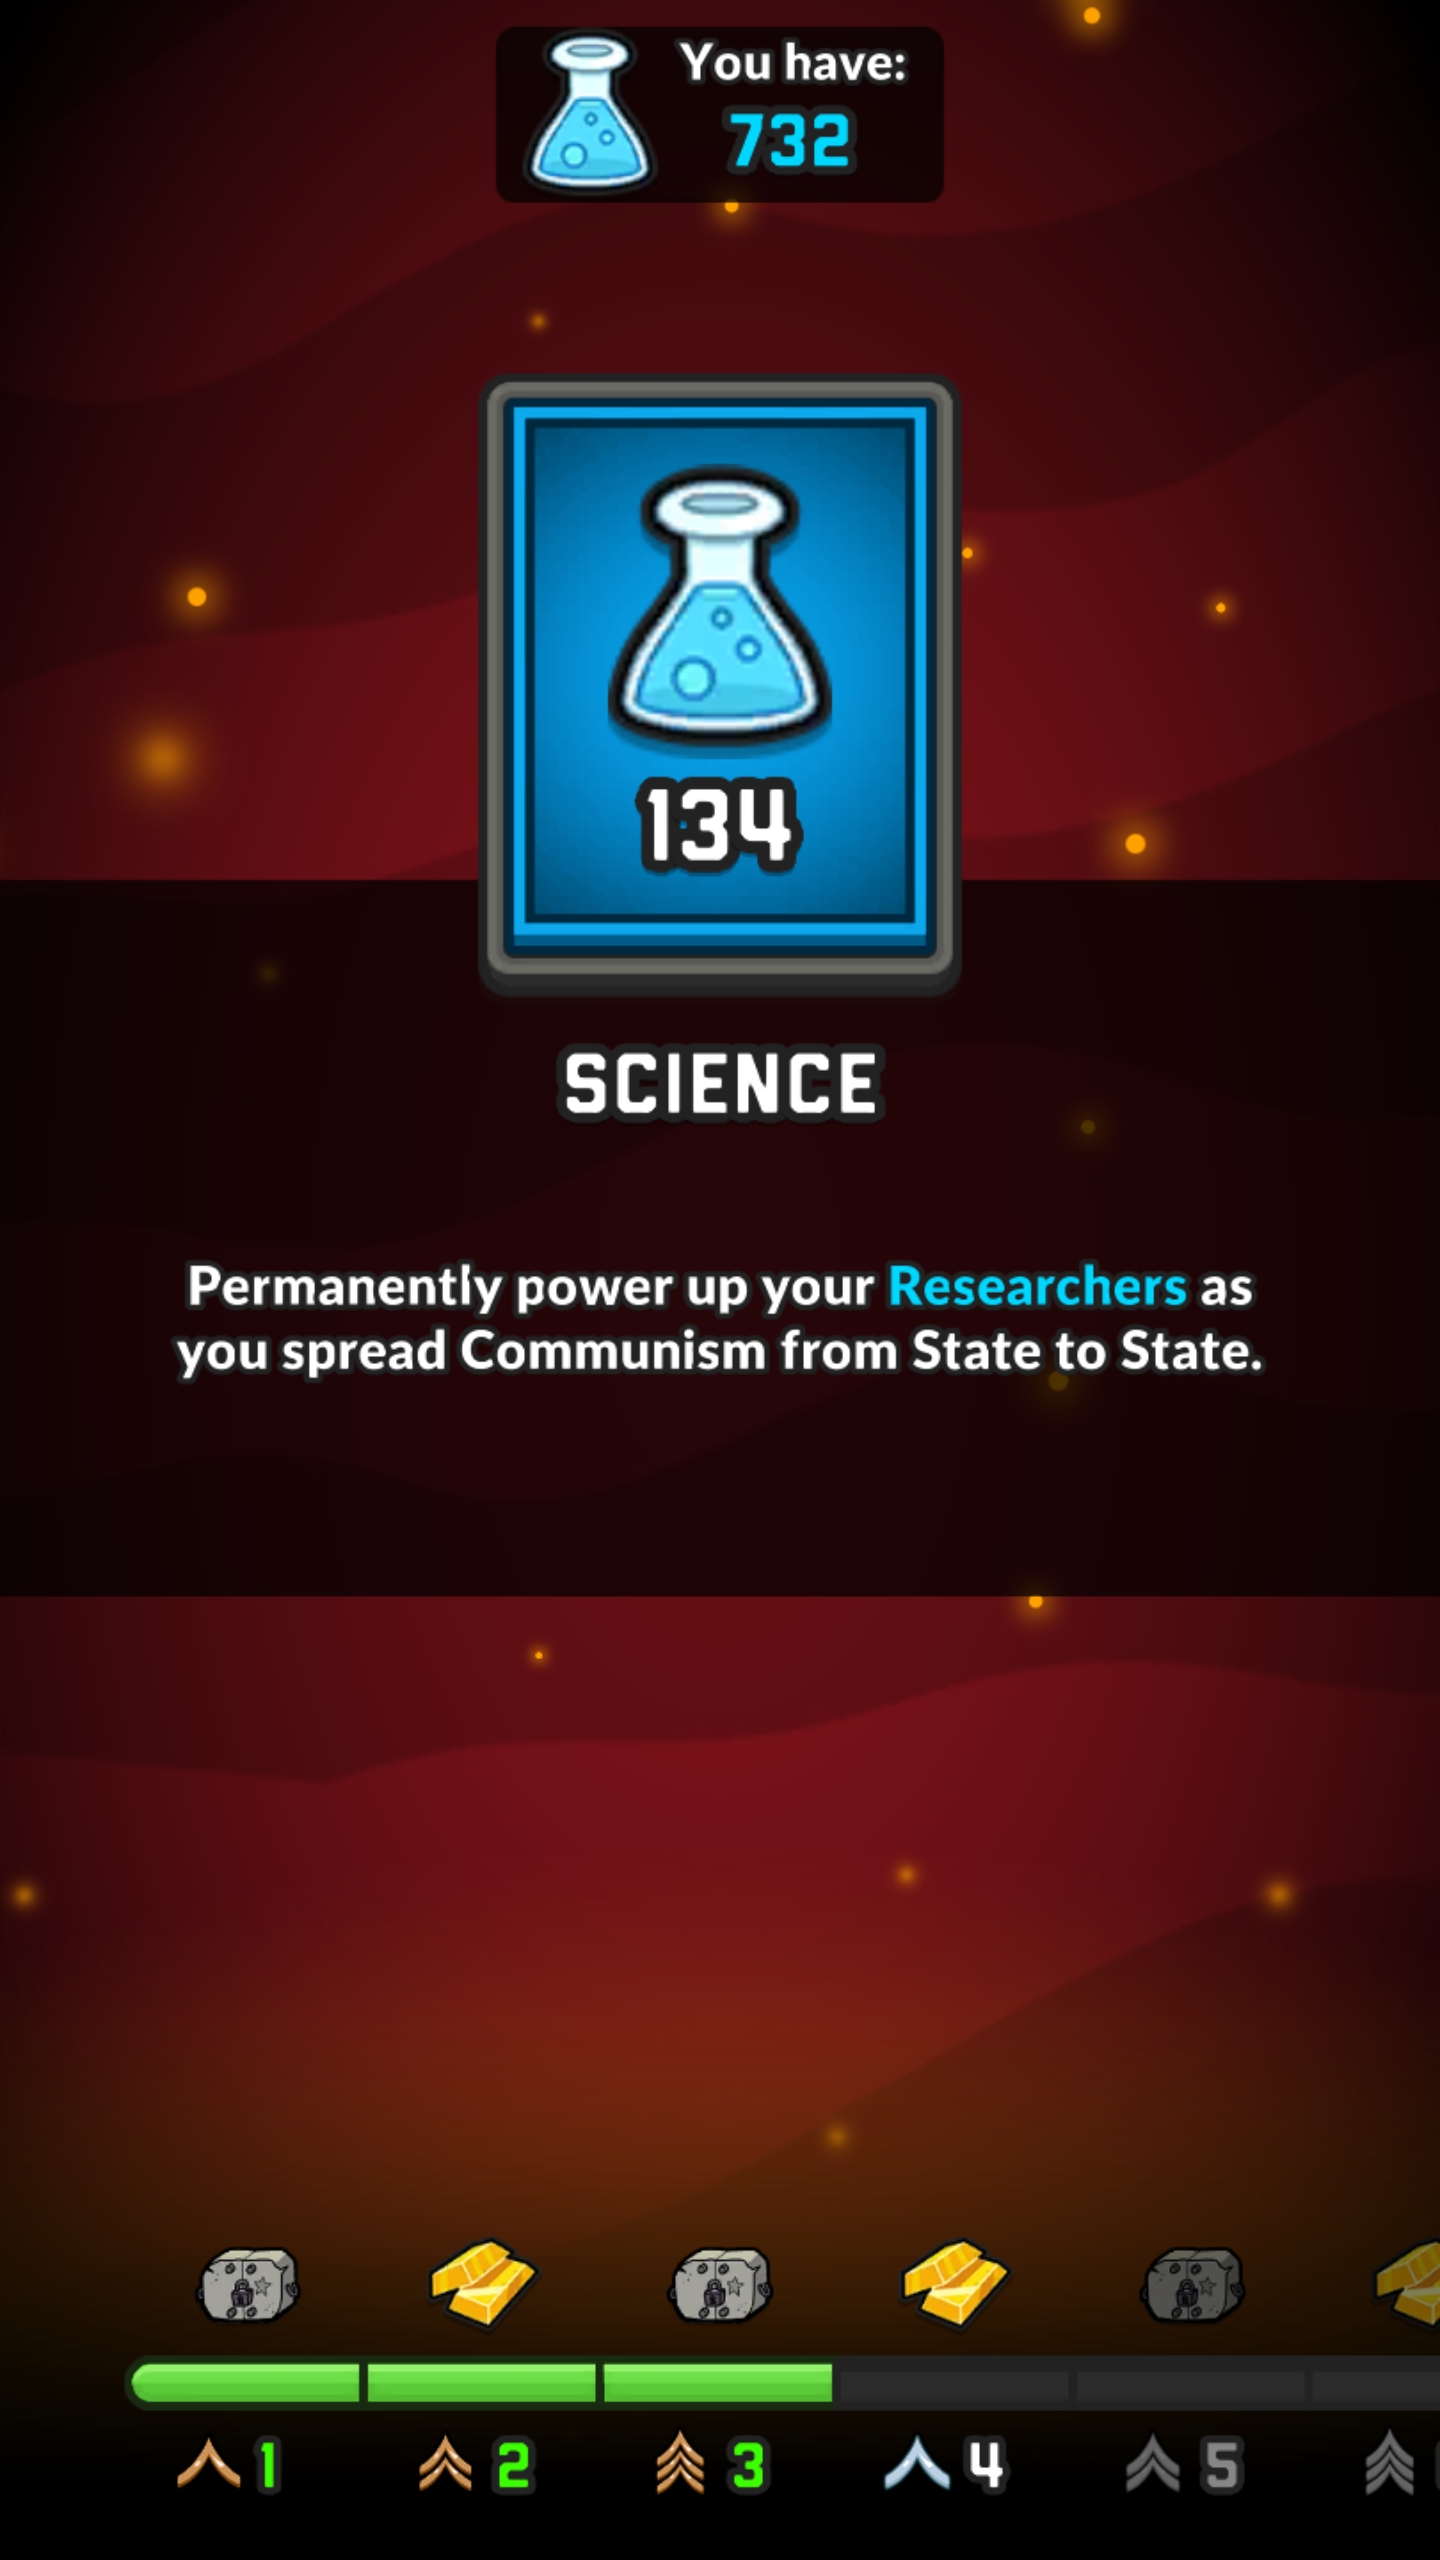 You have:
732
134
SCIENCE
Permanently power up your Researchers as
you spread Communism from State to State.
1 2 3 4 5